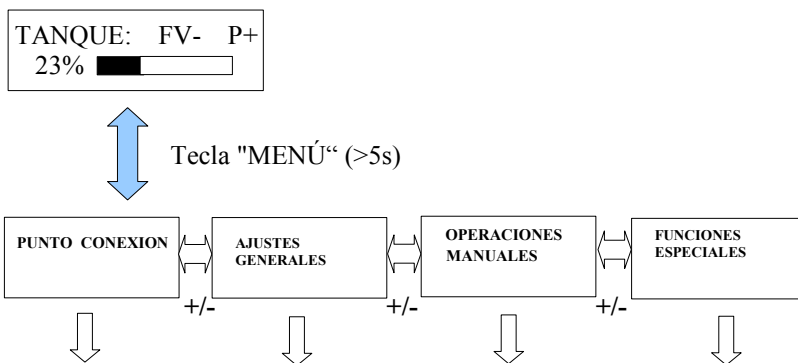 TANQUE: FV- P+
23%
Tecla "MENÚ“ (>5s)
PUNTO CONEXION
AJUSTES
GENERALES
OPERACIONES
MANUALES
FUNCIONES
ESPECIALES
+/-
+/-
+/-